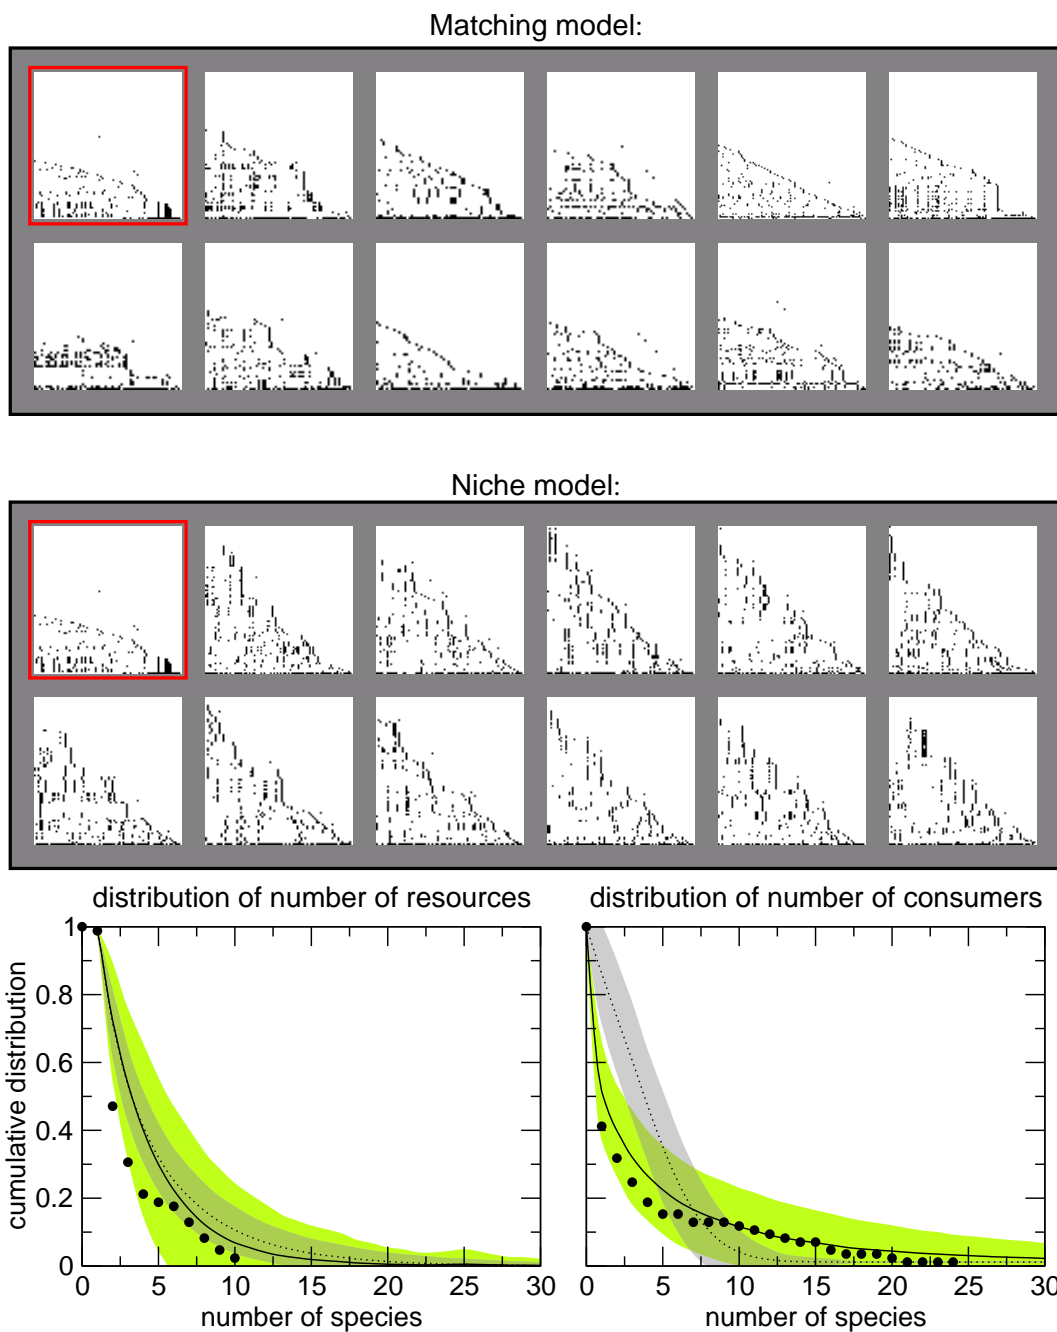 Matching model:
Niche model:
distribution of number of resources
distribution of number of consumers
cumulative distribution
1
0.8
0.6
0.4
0.2
0
0 5 10 15 20 25 30
0 5 10 15 20 25 30
number of species
number of species